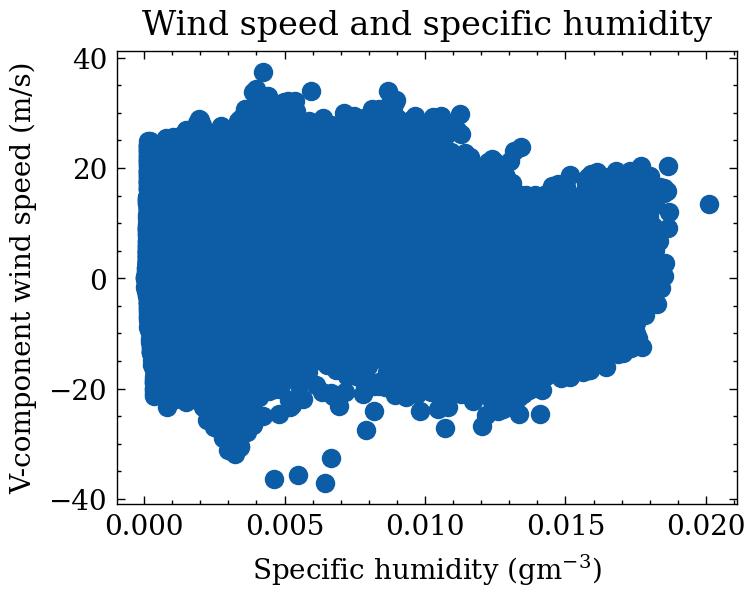 Wind speed and specific humidity
V-component wind speed (m/s)
40
20
0
−20
−40
0.000 0.005 0.010 0.015 0.020
Specific humidity (gm⁻³)